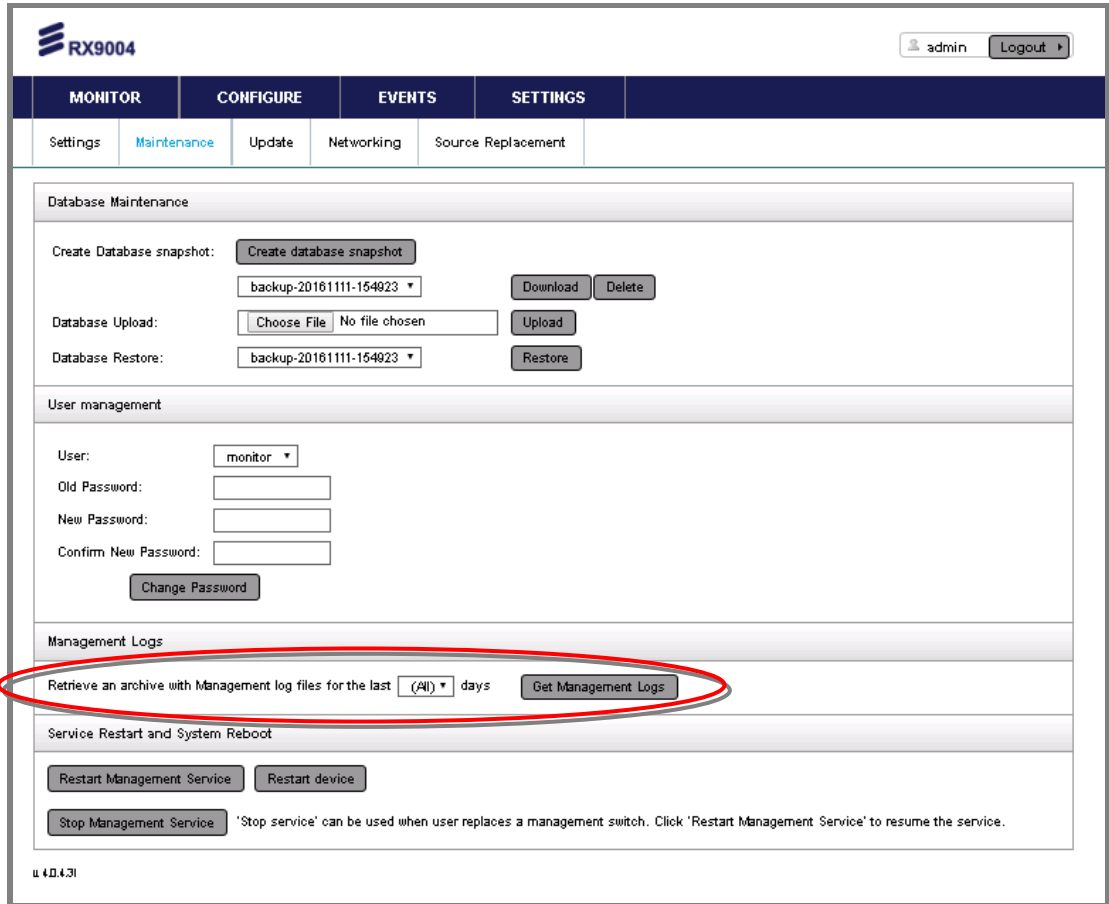 RX9004
admin Logout
MONITOR CONFIGURE EVENTS SETTINGS
Settings Maintenance Update Networking Source Replacement
Database Maintenance
Create Database snapshot: Create database snapshot
backup-20161111-154923 Download Delete
Database Upload: Choose File No file chosen Upload
Database Restore: backup-20161111-154923 Restore
User management
User: monitor
Old Password:
New Password:
Confirm New Password:
Change Password
Management Logs
Retrieve an archive with Management log files for the last (All) days Get Management Logs
Service Restart and System Reboot
Restart Management Service Restart device
Stop Management Service 'Stop service' can be used when user replaces a management switch. Click 'Restart Management Service' to resume the service.